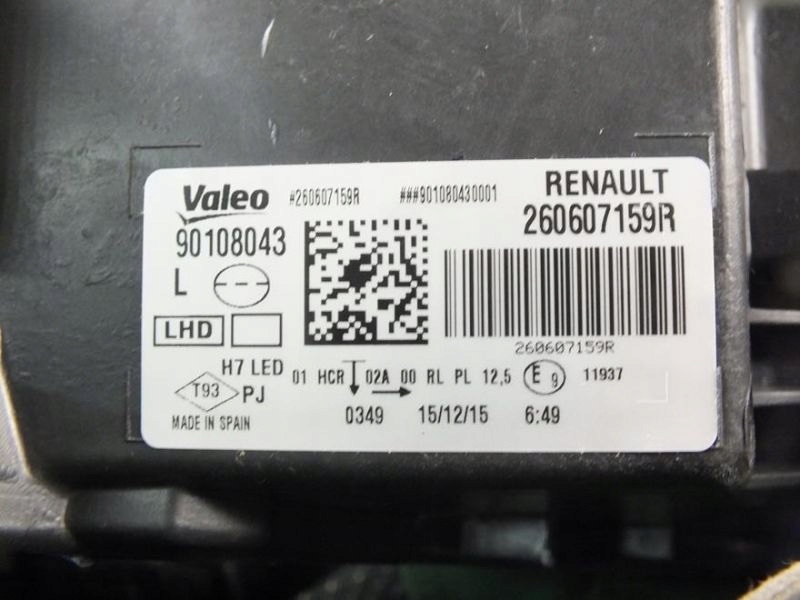 Valeo #260607159R ###901080430001 RENAULT
90108043 260607159R
L
LHD
260607159R
H7 LED 01 HCR 02A 00 RL PL 12,5 E 9 11937
T93 PJ
MADE IN SPAIN 0349 15/12/15 6:49